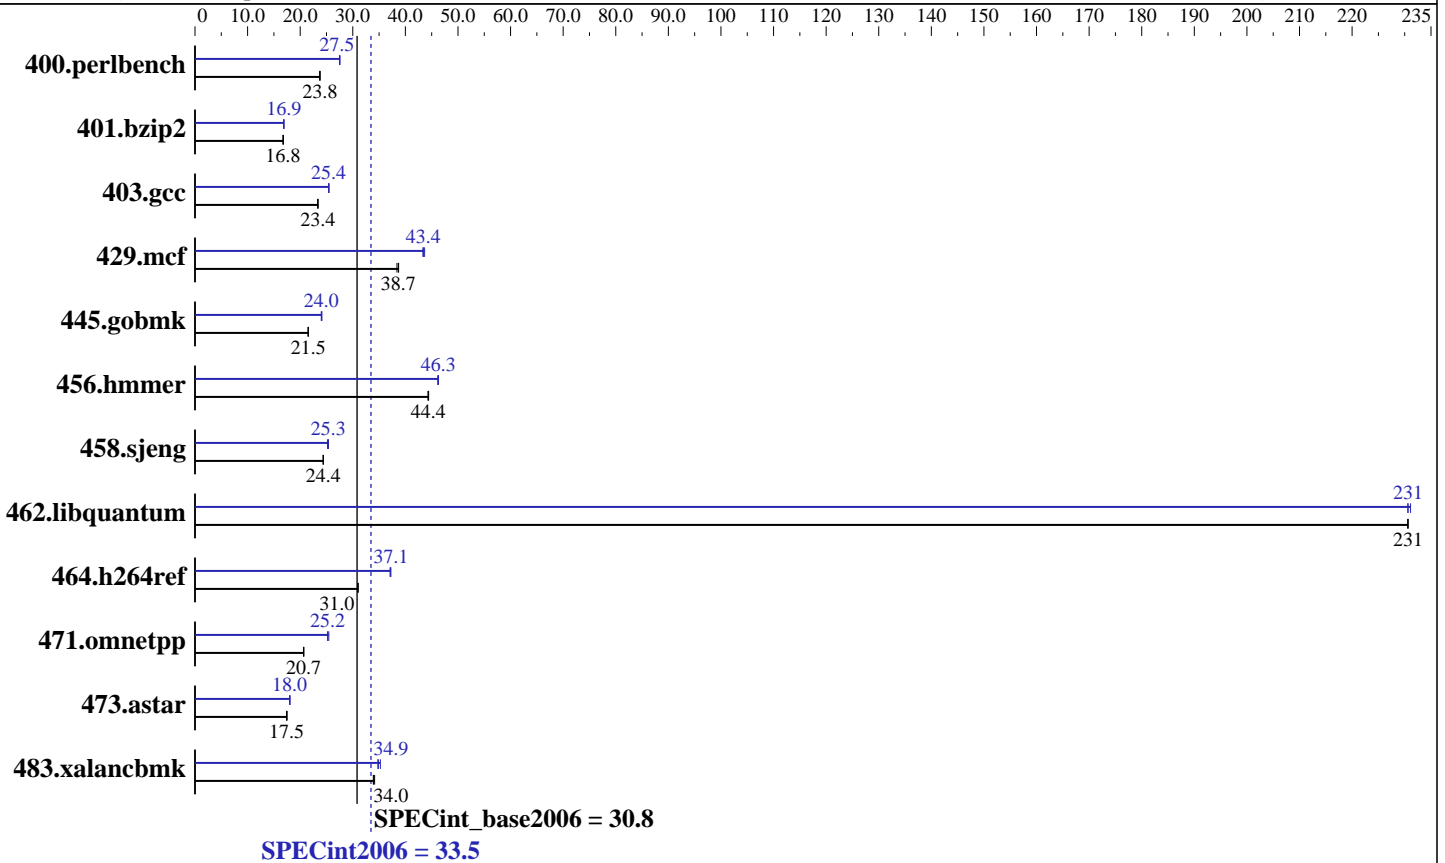 0 10.0 20.0 30.0 40.0 50.0 60.0 70.0 80.0 90.0 100 110 120 130 140 150 160 170 180 190 200 210 220 235
27.5
400.perlbench
23.8
16.9
401.bzip2
16.8
25.4
403.gcc
23.4
43.4
429.mcf
38.7
24.0
445.gobmk
21.5
46.3
456.hmmer
44.4
25.3
458.sjeng
24.4
231
462.libquantum
231
37.1
464.h264ref
31.0
25.2
471.omnetpp
20.7
18.0
473.astar
17.5
34.9
483.xalancbmk
34.0
SPECint_base2006 = 30.8
SPECint2006 = 33.5